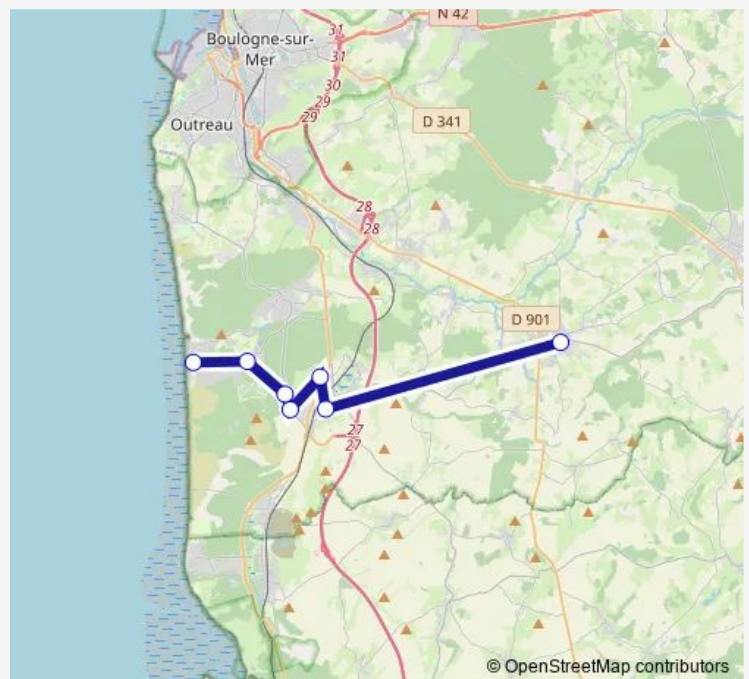 31
N 42
Boulogne-sur-
Mer
31
30
29
29
Outreau
D 341
28
28
D 901
27
27
© OpenStreetMap contributors